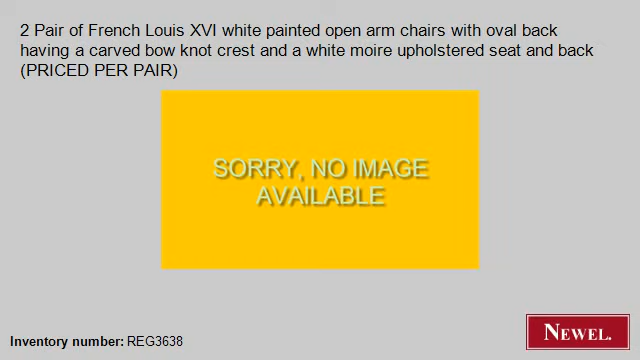 2 Pair of French Louis XVI white painted open arm chairs with oval back
having a carved bow knot crest and a white moire upholstered seat and back
(PRICED PER PAIR)
SORRY, NO IMAGE
AVAILABLE
Inventory number: REG3638
NEWEL.